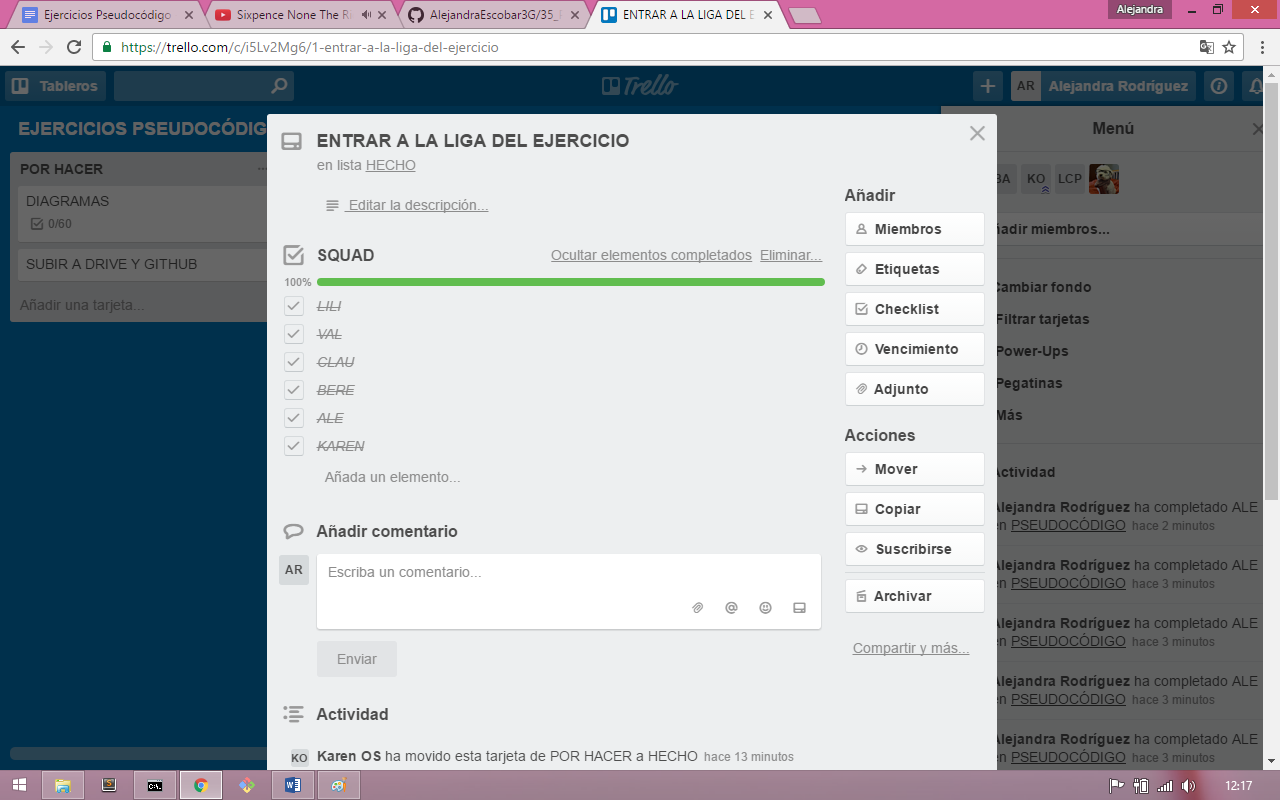 Ejercicios Pseudocódigo
Sixpence None The R
AlejandraEscobar3G/35_
ENTRAR A LA LIGA DEL E
Alejandra
https://trello.com/c/i5Lv2Mg6/1-entrar-a-la-liga-del-ejercicio
Tableros
Trello
AR
Alejandra Rodríguez
EJERCICIOS PSEUDOCÓDIG
POR HACER
DIAGRAMAS
0/60
SUBIR A DRIVE Y GITHUB
Añadir una tarjeta...
ENTRAR A LA LIGA DEL EJERCICIO
en lista HECHO
Editar la descripción...
SQUAD
Ocultar elementos completados
Eliminar...
100%
LILI
VAL
CLAU
BERE
ALE
KAREN
Añada un elemento...
Añadir comentario
AR
Escriba un comentario...
Enviar
Actividad
KO
Karen OS ha movido esta tarjeta de POR HACER a HECHO hace 13 minutos
Añadir
Miembros
Etiquetas
Checklist
Vencimiento
Adjunto
Acciones
Mover
Copiar
Suscribirse
Archivar
Compartir y más...
Menú
BA
KO
LCP
ñadir miembros...
Cambiar fondo
Filtrar tarjetas
Power-Ups
Pegatinas
Más
Actividad
Alejandra Rodríguez ha completado ALE
en PSEUDOCÓDIGO hace 2 minutos
Alejandra Rodríguez ha completado ALE
en PSEUDOCÓDIGO hace 3 minutos
Alejandra Rodríguez ha completado ALE
en PSEUDOCÓDIGO hace 3 minutos
Alejandra Rodríguez ha completado ALE
en PSEUDOCÓDIGO hace 3 minutos
Alejandra Rodríguez ha completado ALE
en PSEUDOCÓDIGO hace 3 minutos
12:17